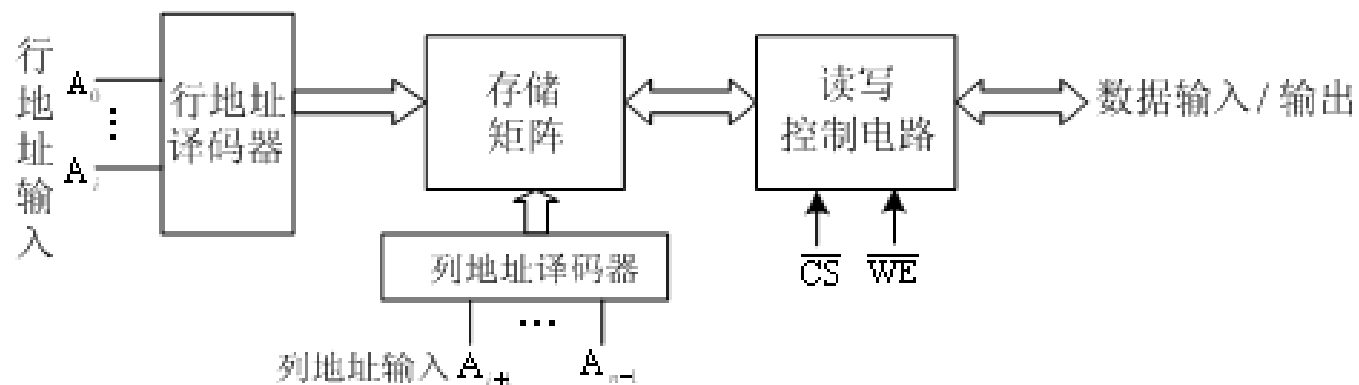 行地址输入
A₀
⋮
Aᵢ
行地址
译码器
存储
矩阵
读写
控制电路
数据输入/输出
列地址译码器
CS WE
...
列地址输入 A A